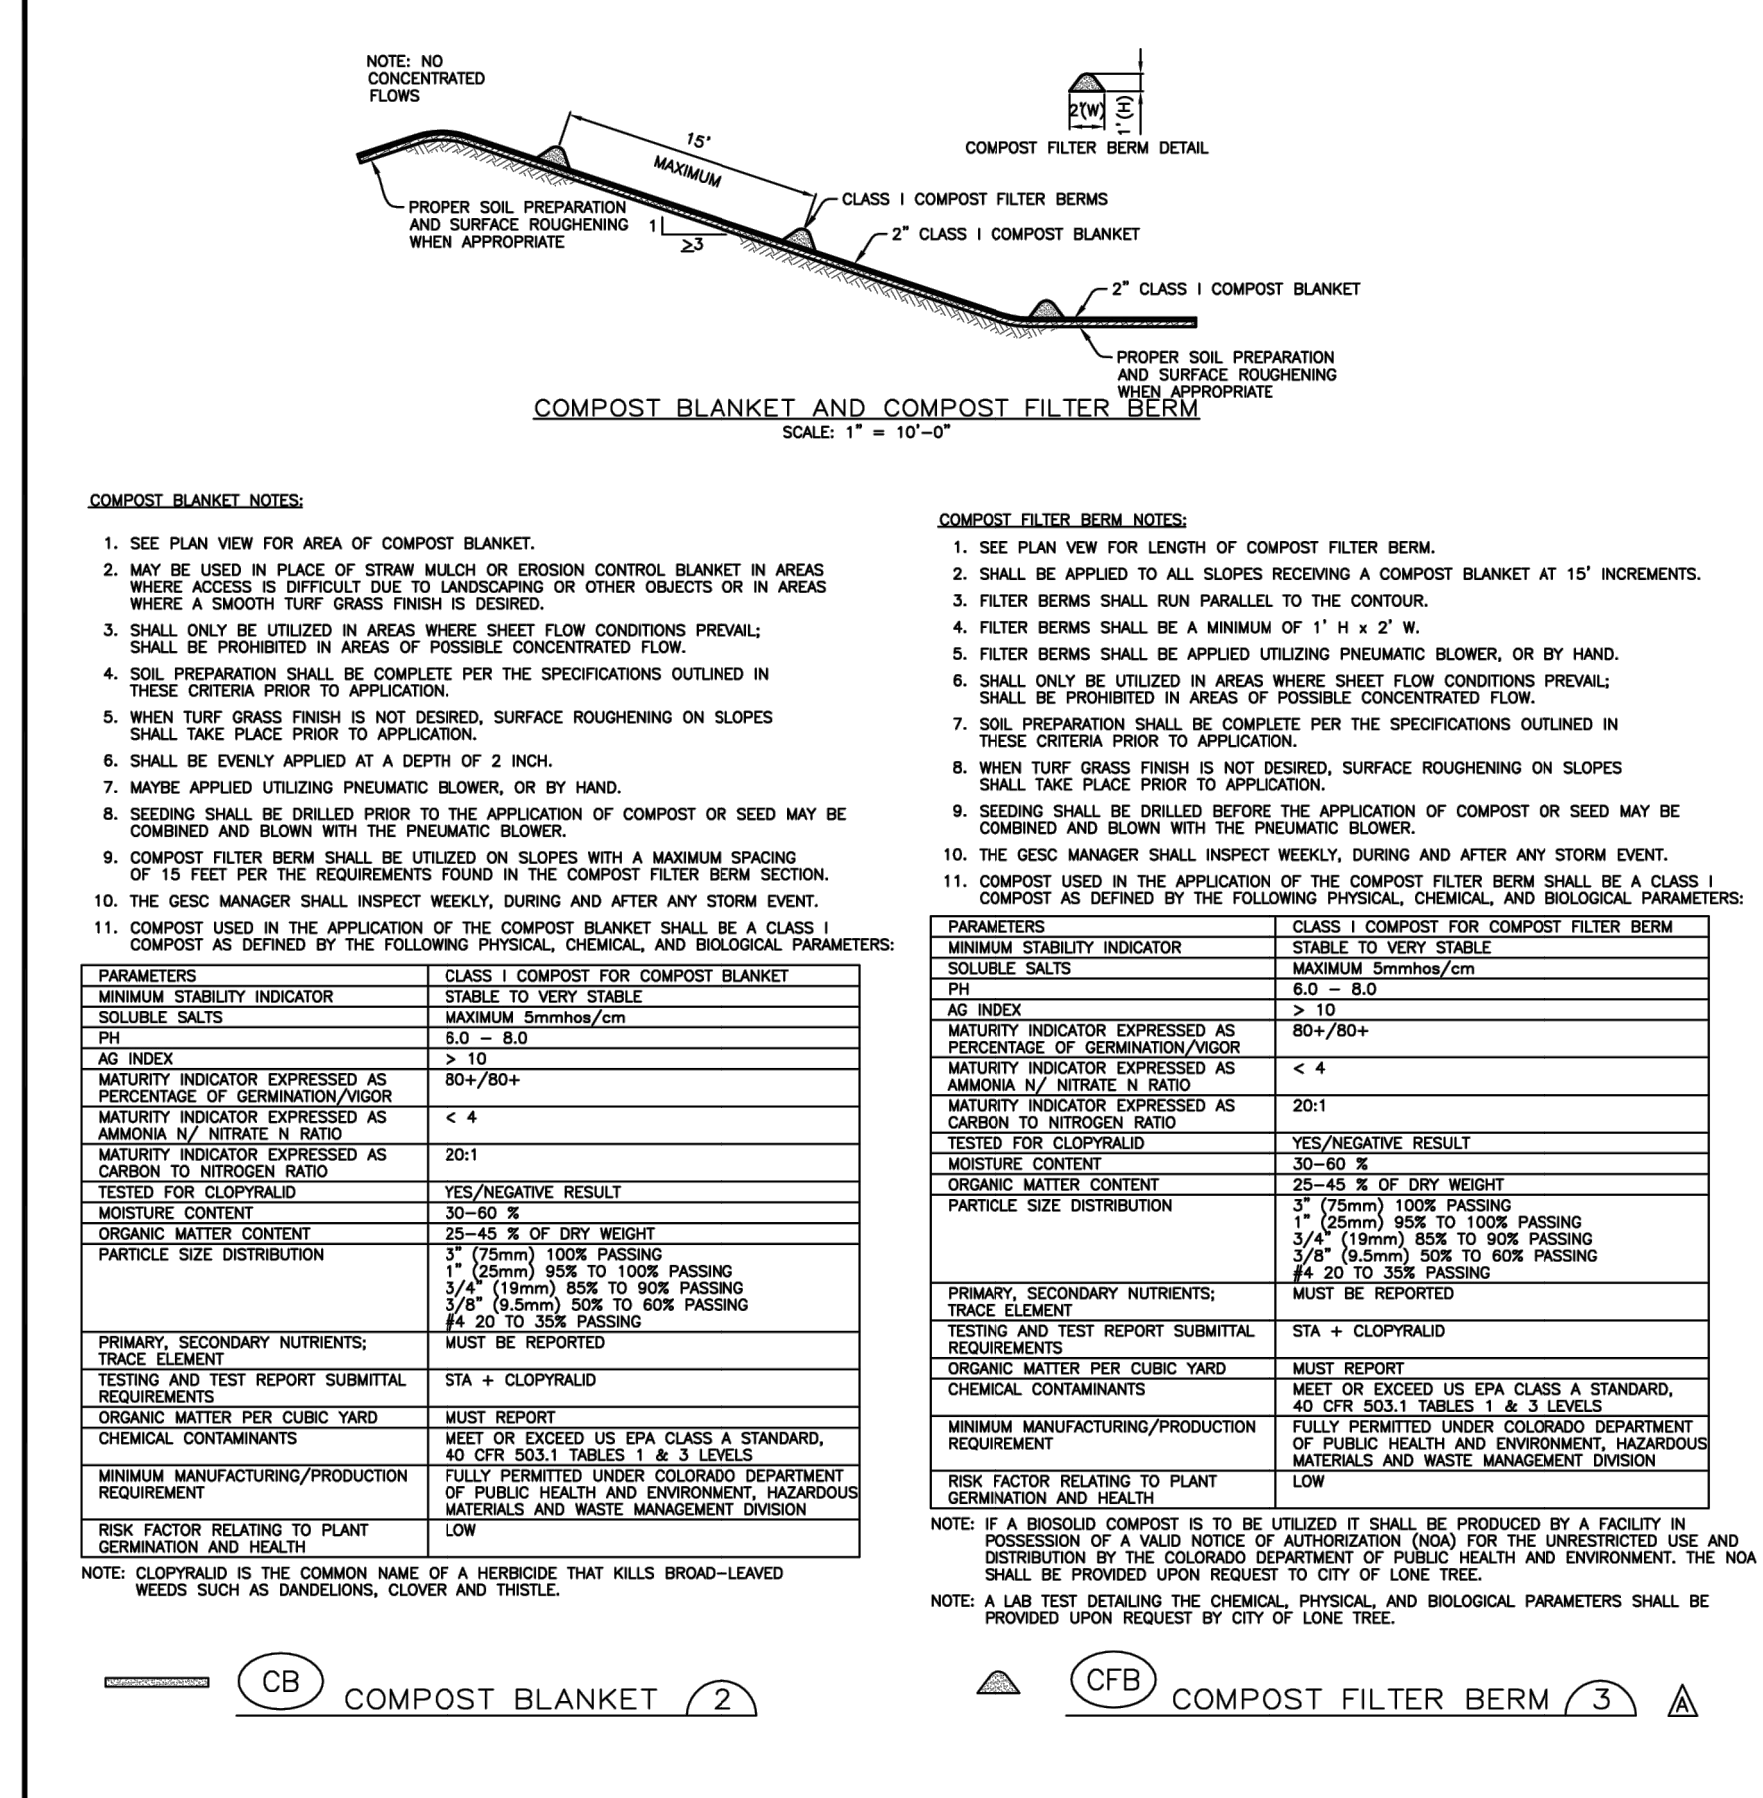 NOTE: NO
CONCENTRATED
FLOWS
15'
MAXIMUM
2'(W)
1' (H)
COMPOST FILTER BERM DETAIL
CLASS I COMPOST FILTER BERMS
PROPER SOIL PREPARATION
AND SURFACE ROUGHENING
WHEN APPROPRIATE
1
≥3
2" CLASS I COMPOST BLANKET
2" CLASS I COMPOST BLANKET
PROPER SOIL PREPARATION
AND SURFACE ROUGHENING
WHEN APPROPRIATE
COMPOST BLANKET AND COMPOST FILTER BERM
SCALE: 1" = 10'-0"
COMPOST BLANKET NOTES:
1. SEE PLAN VIEW FOR AREA OF COMPOST BLANKET.
2. MAY BE USED IN PLACE OF STRAW MULCH OR EROSION CONTROL BLANKET IN AREAS
WHERE ACCESS IS DIFFICULT DUE TO LANDSCAPING OR OTHER OBJECTS OR IN AREAS
WHERE A SMOOTH TURF GRASS FINISH IS DESIRED.
3. SHALL ONLY BE UTILIZED IN AREAS WHERE SHEET FLOW CONDITIONS PREVAIL;
SHALL BE PROHIBITED IN AREAS OF POSSIBLE CONCENTRATED FLOW.
4. SOIL PREPARATION SHALL BE COMPLETE PER THE SPECIFICATIONS OUTLINED IN
THESE CRITERIA PRIOR TO APPLICATION.
5. WHEN TURF GRASS FINISH IS NOT DESIRED, SURFACE ROUGHENING ON SLOPES
SHALL TAKE PLACE PRIOR TO APPLICATION.
6. SHALL BE EVENLY APPLIED AT A DEPTH OF 2 INCH.
7. MAYBE APPLIED UTILIZING PNEUMATIC BLOWER, OR BY HAND.
8. SEEDING SHALL BE DRILLED PRIOR TO THE APPLICATION OF COMPOST OR SEED MAY BE
COMBINED AND BLOWN WITH THE PNEUMATIC BLOWER.
9. COMPOST FILTER BERM SHALL BE UTILIZED ON SLOPES WITH A MAXIMUM SPACING
OF 15 FEET PER THE REQUIREMENTS FOUND IN THE COMPOST FILTER BERM SECTION.
10. THE GESC MANAGER SHALL INSPECT WEEKLY, DURING AND AFTER ANY STORM EVENT.
11. COMPOST USED IN THE APPLICATION OF THE COMPOST BLANKET SHALL BE A CLASS I
COMPOST AS DEFINED BY THE FOLLOWING PHYSICAL, CHEMICAL, AND BIOLOGICAL PARAMETERS:
PARAMETERS CLASS I COMPOST FOR COMPOST BLANKET
MINIMUM STABILITY INDICATOR STABLE TO VERY STABLE
SOLUBLE SALTS MAXIMUM 5mmhos/cm
PH 6.0 - 8.0
AG INDEX > 10
MATURITY INDICATOR EXPRESSED AS 80+/80+
PERCENTAGE OF GERMINATION/VIGOR
MATURITY INDICATOR EXPRESSED AS < 4
AMMONIA N/ NITRATE N RATIO
MATURITY INDICATOR EXPRESSED AS 20:1
CARBON TO NITROGEN RATIO
TESTED FOR CLOPYRALID YES/NEGATIVE RESULT
MOISTURE CONTENT 30-60 %
ORGANIC MATTER CONTENT 25-45 % OF DRY WEIGHT
PARTICLE SIZE DISTRIBUTION 3" (75mm) 100% PASSING
1" (25mm) 95% TO 100% PASSING
3/4" (19mm) 85% TO 90% PASSING
3/8" (9.5mm) 50% TO 60% PASSING
#4 20 TO 35% PASSING
PRIMARY, SECONDARY NUTRIENTS; MUST BE REPORTED
TRACE ELEMENT
TESTING AND TEST REPORT SUBMITTAL STA + CLOPYRALID
REQUIREMENTS
ORGANIC MATTER PER CUBIC YARD MUST REPORT
CHEMICAL CONTAMINANTS MEET OR EXCEED US EPA CLASS A STANDARD,
40 CFR 503.1 TABLES 1 & 3 LEVELS
MINIMUM MANUFACTURING/PRODUCTION FULLY PERMITTED UNDER COLORADO DEPARTMENT
REQUIREMENT OF PUBLIC HEALTH AND ENVIRONMENT, HAZARDOUS
MATERIALS AND WASTE MANAGEMENT DIVISION
RISK FACTOR RELATING TO PLANT LOW
GERMINATION AND HEALTH
NOTE: CLOPYRALID IS THE COMMON NAME OF A HERBICIDE THAT KILLS BROAD-LEAVED
WEEDS SUCH AS DANDELIONS, CLOVER AND THISTLE.
CB
COMPOST BLANKET 2
COMPOST FILTER BERM NOTES:
1. SEE PLAN VEW FOR LENGTH OF COMPOST FILTER BERM.
2. SHALL BE APPLIED TO ALL SLOPES RECEIVING A COMPOST BLANKET AT 15' INCREMENTS.
3. FILTER BERMS SHALL RUN PARALLEL TO THE CONTOUR.
4. FILTER BERMS SHALL BE A MINIMUM OF 1' H x 2' W.
5. FILTER BERMS SHALL BE APPLIED UTILIZING PNEUMATIC BLOWER, OR BY HAND.
6. SHALL ONLY BE UTILIZED IN AREAS WHERE SHEET FLOW CONDITIONS PREVAIL;
SHALL BE PROHIBITED IN AREAS OF POSSIBLE CONCENTRATED FLOW.
7. SOIL PREPARATION SHALL BE COMPLETE PER THE SPECIFICATIONS OUTLINED IN
THESE CRITERIA PRIOR TO APPLICATION.
8. WHEN TURF GRASS FINISH IS NOT DESIRED, SURFACE ROUGHENING ON SLOPES
SHALL TAKE PLACE PRIOR TO APPLICATION.
9. SEEDING SHALL BE DRILLED BEFORE THE APPLICATION OF COMPOST OR SEED MAY BE
COMBINED AND BLOWN WITH THE PNEUMATIC BLOWER.
10. THE GESC MANAGER SHALL INSPECT WEEKLY, DURING AND AFTER ANY STORM EVENT.
11. COMPOST USED IN THE APPLICATION OF THE COMPOST FILTER BERM SHALL BE A CLASS I
COMPOST AS DEFINED BY THE FOLLOWING PHYSICAL, CHEMICAL, AND BIOLOGICAL PARAMETERS:
PARAMETERS CLASS I COMPOST FOR COMPOST FILTER BERM
MINIMUM STABILITY INDICATOR STABLE TO VERY STABLE
SOLUBLE SALTS MAXIMUM 5mmhos/cm
PH 6.0 - 8.0
AG INDEX > 10
MATURITY INDICATOR EXPRESSED AS 80+/80+
PERCENTAGE OF GERMINATION/VIGOR
MATURITY INDICATOR EXPRESSED AS < 4
AMMONIA N/ NITRATE N RATIO
MATURITY INDICATOR EXPRESSED AS 20:1
CARBON TO NITROGEN RATIO
TESTED FOR CLOPYRALID YES/NEGATIVE RESULT
MOISTURE CONTENT 30-60 %
ORGANIC MATTER CONTENT 25-45 % OF DRY WEIGHT
PARTICLE SIZE DISTRIBUTION 3" (75mm) 100% PASSING
1" (25mm) 95% TO 100% PASSING
3/4" (19mm) 85% TO 90% PASSING
3/8" (9.5mm) 50% TO 60% PASSING
#4 20 TO 35% PASSING
PRIMARY, SECONDARY NUTRIENTS; MUST BE REPORTED
TRACE ELEMENT
TESTING AND TEST REPORT SUBMITTAL STA + CLOPYRALID
REQUIREMENTS
ORGANIC MATTER PER CUBIC YARD MUST REPORT
CHEMICAL CONTAMINANTS MEET OR EXCEED US EPA CLASS A STANDARD,
40 CFR 503.1 TABLES 1 & 3 LEVELS
MINIMUM MANUFACTURING/PRODUCTION FULLY PERMITTED UNDER COLORADO DEPARTMENT
REQUIREMENT OF PUBLIC HEALTH AND ENVIRONMENT, HAZARDOUS
MATERIALS AND WASTE MANAGEMENT DIVISION
RISK FACTOR RELATING TO PLANT LOW
GERMINATION AND HEALTH
NOTE: IF A BIOSOLID COMPOST IS TO BE UTILIZED IT SHALL BE PRODUCED BY A FACILITY IN
POSSESSION OF A VALID NOTICE OF AUTHORIZATION (NOA) FOR THE UNRESTRICTED USE AND
DISTRIBUTION BY THE COLORADO DEPARTMENT OF PUBLIC HEALTH AND ENVIRONMENT. THE NOA
SHALL BE PROVIDED UPON REQUEST TO CITY OF LONE TREE.
NOTE: A LAB TEST DETAILING THE CHEMICAL, PHYSICAL, AND BIOLOGICAL PARAMETERS SHALL BE
PROVIDED UPON REQUEST BY CITY OF LONE TREE.
CFB
COMPOST FILTER BERM 3
A